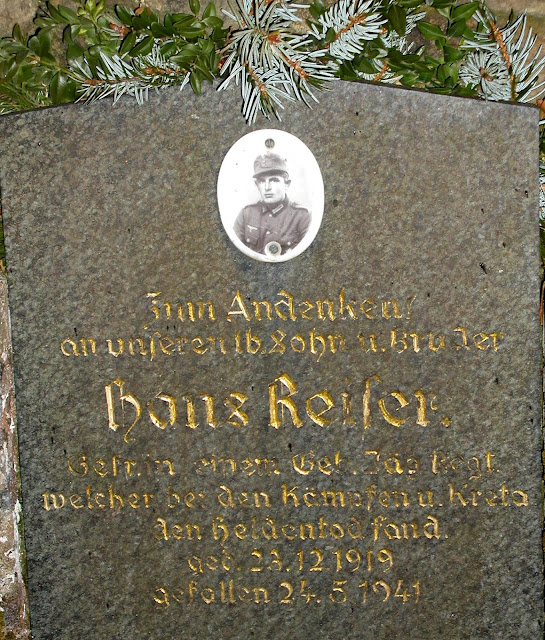 Zum Andenken!
an unseren lb. Sohn u. Bruder
Hans Reiser.
Gefr. in einem Geb. Jäg. Regt.
welcher bei den Kämpfen u. Kreta
den Heldentod fand.
geb. 23.12.1919
gefallen 24.5.1941